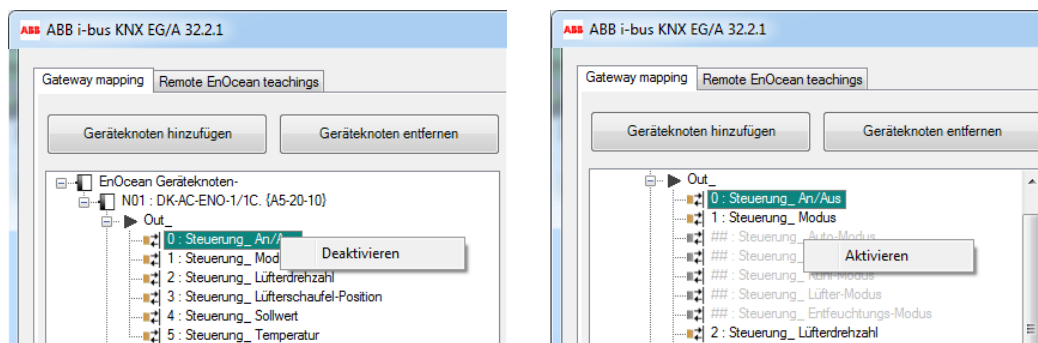 ABB ABB i-bus KNX EG/A 32.2.1
Gateway mapping Remote EnOcean teachings
Geräteknoten hinzufügen Geräteknoten entfernen
EnOcean Geräteknoten-
N01 : DK-AC-ENO-1/1C. {A5-20-10}
Out_
0 : Steuerung_ An/A
Deaktivieren
1 : Steuerung_ Mod
2 : Steuerung_ Lüfterdrehzahl
3 : Steuerung_ Lüfterschaufel-Position
4 : Steuerung_ Sollwert
5 : Steuerung_ Temperatur
ABB ABB i-bus KNX EG/A 32.2.1
Gateway mapping Remote EnOcean teachings
Geräteknoten hinzufügen Geräteknoten entfernen
Out_
0 : Steuerung_ An/Aus
1 : Steuerung_ Modus
## : Steuerung_ Auto-Modus
## : Steuerung_
Aktivieren
## : Steuerung_ Kühl-Modus
## : Steuerung_ Lüfter-Modus
## : Steuerung_ Entfeuchtungs-Modus
2 : Steuerung_ Lüfterdrehzahl